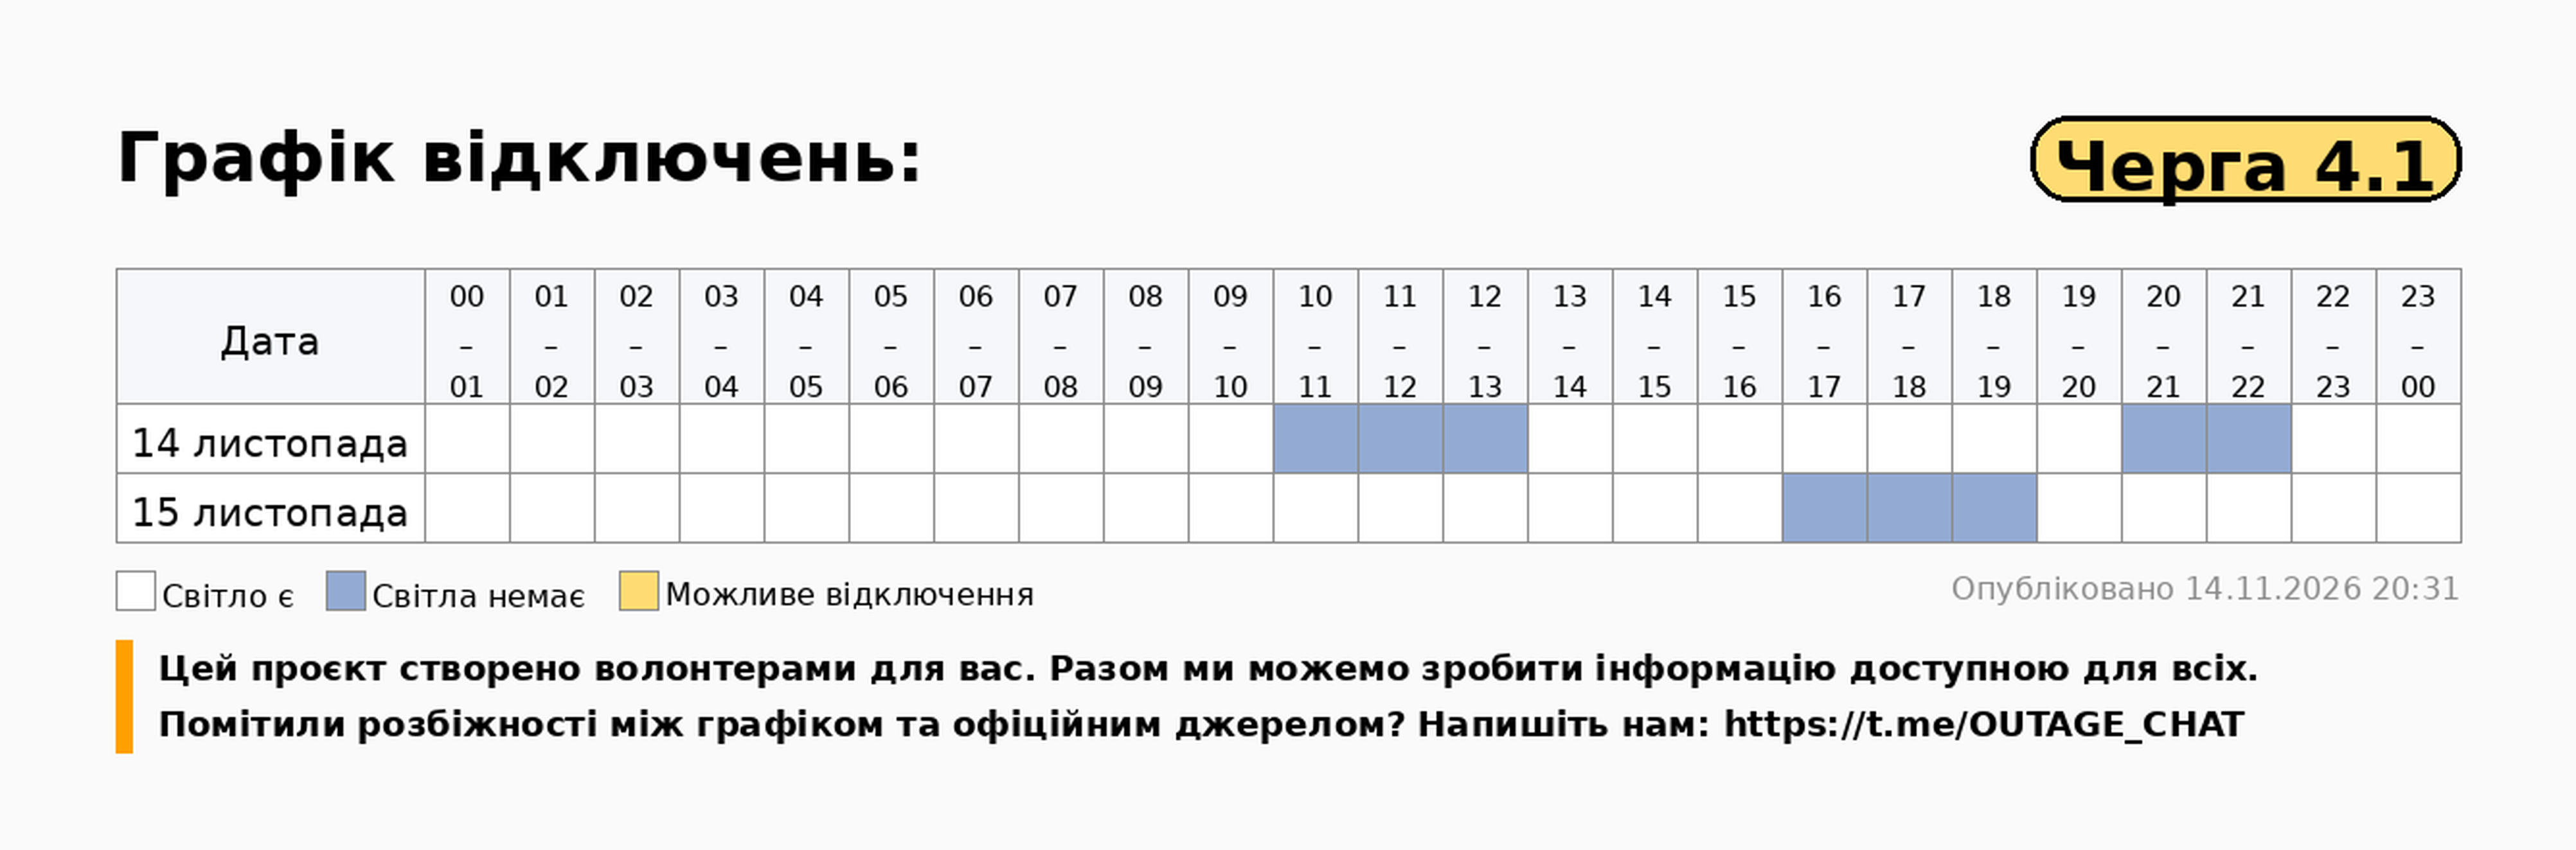 Графік відключень:
Черга 4.1
Дата
00 – 01
01 – 02
02 – 03
03 – 04
04 – 05
05 – 06
06 – 07
07 – 08
08 – 09
09 – 10
10 – 11
11 – 12
12 – 13
13 – 14
14 – 15
15 – 16
16 – 17
17 – 18
18 – 19
19 – 20
20 – 21
21 – 22
22 – 23
23 – 00
14 листопада
15 листопада
Світло є
Світла немає
Можливе відключення
Опубліковано 14.11.2026 20:31
Цей проєкт створено волонтерами для вас. Разом ми можемо зробити інформацію доступною для всіх.
Помітили розбіжності між графіком та офіційним джерелом? Напишіть нам: https://t.me/OUTAGE_CHAT